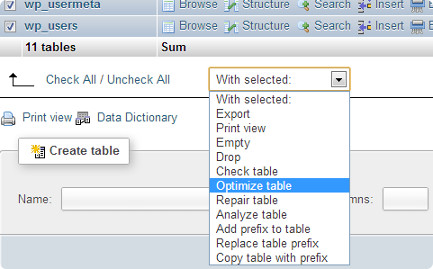 wp_usermeta Browse Structure Search Insert
wp_users Browse Structure Search Insert
11 tables Sum
Check All / Uncheck All With selected:
With selected:
Export
Print view Data Dictionary Print view
Empty
Drop
Create table Check table
Optimize table
Name: Repair table
Analyze table
Add prefix to table
Replace table prefix
Copy table with prefix